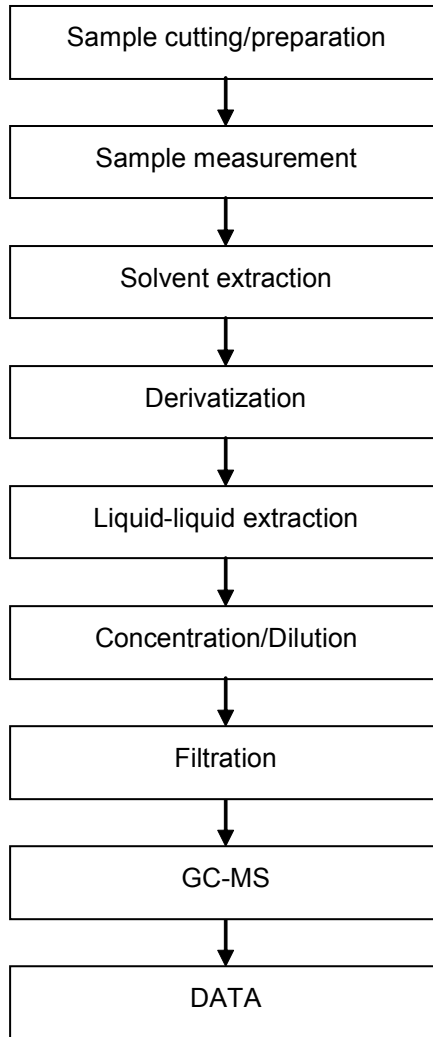 Sample cutting/preparation
Sample measurement
Solvent extraction
Derivatization
Liquid-liquid extraction
Concentration/Dilution
Filtration
GC-MS
DATA